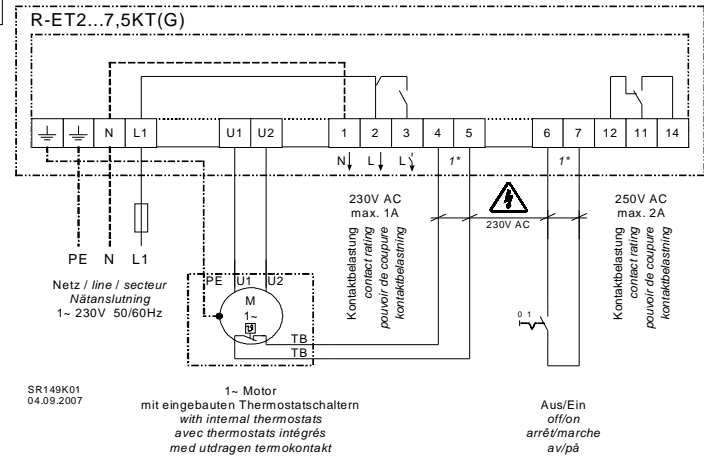 R-ET2...7,5KT(G)
N L1 U1 U2 1 2 3 4 5 6 7 12 11 14
N L L 1* 1*
230V AC
max. 1A
Kontaktbelastung
contact rating
pouvoir de coupure
kontaktbelastning
230V AC
250V AC
max. 2A
Kontaktbelastung
contact rating
pouvoir de coupure
kontaktbelastning
PE N L1
Netz / line / secteur
Nätanslutning
1~ 230V 50/60Hz
PE U1 U2
M
1~
TB
TB
0 1
SR149K01
04.09.2007
1~ Motor
mit eingebauten Thermostatschaltern
with internal thermostats
avec thermostats intégrés
med utdragen termokontakt
Aus/Ein
off/on
arrêt/marche
av/på